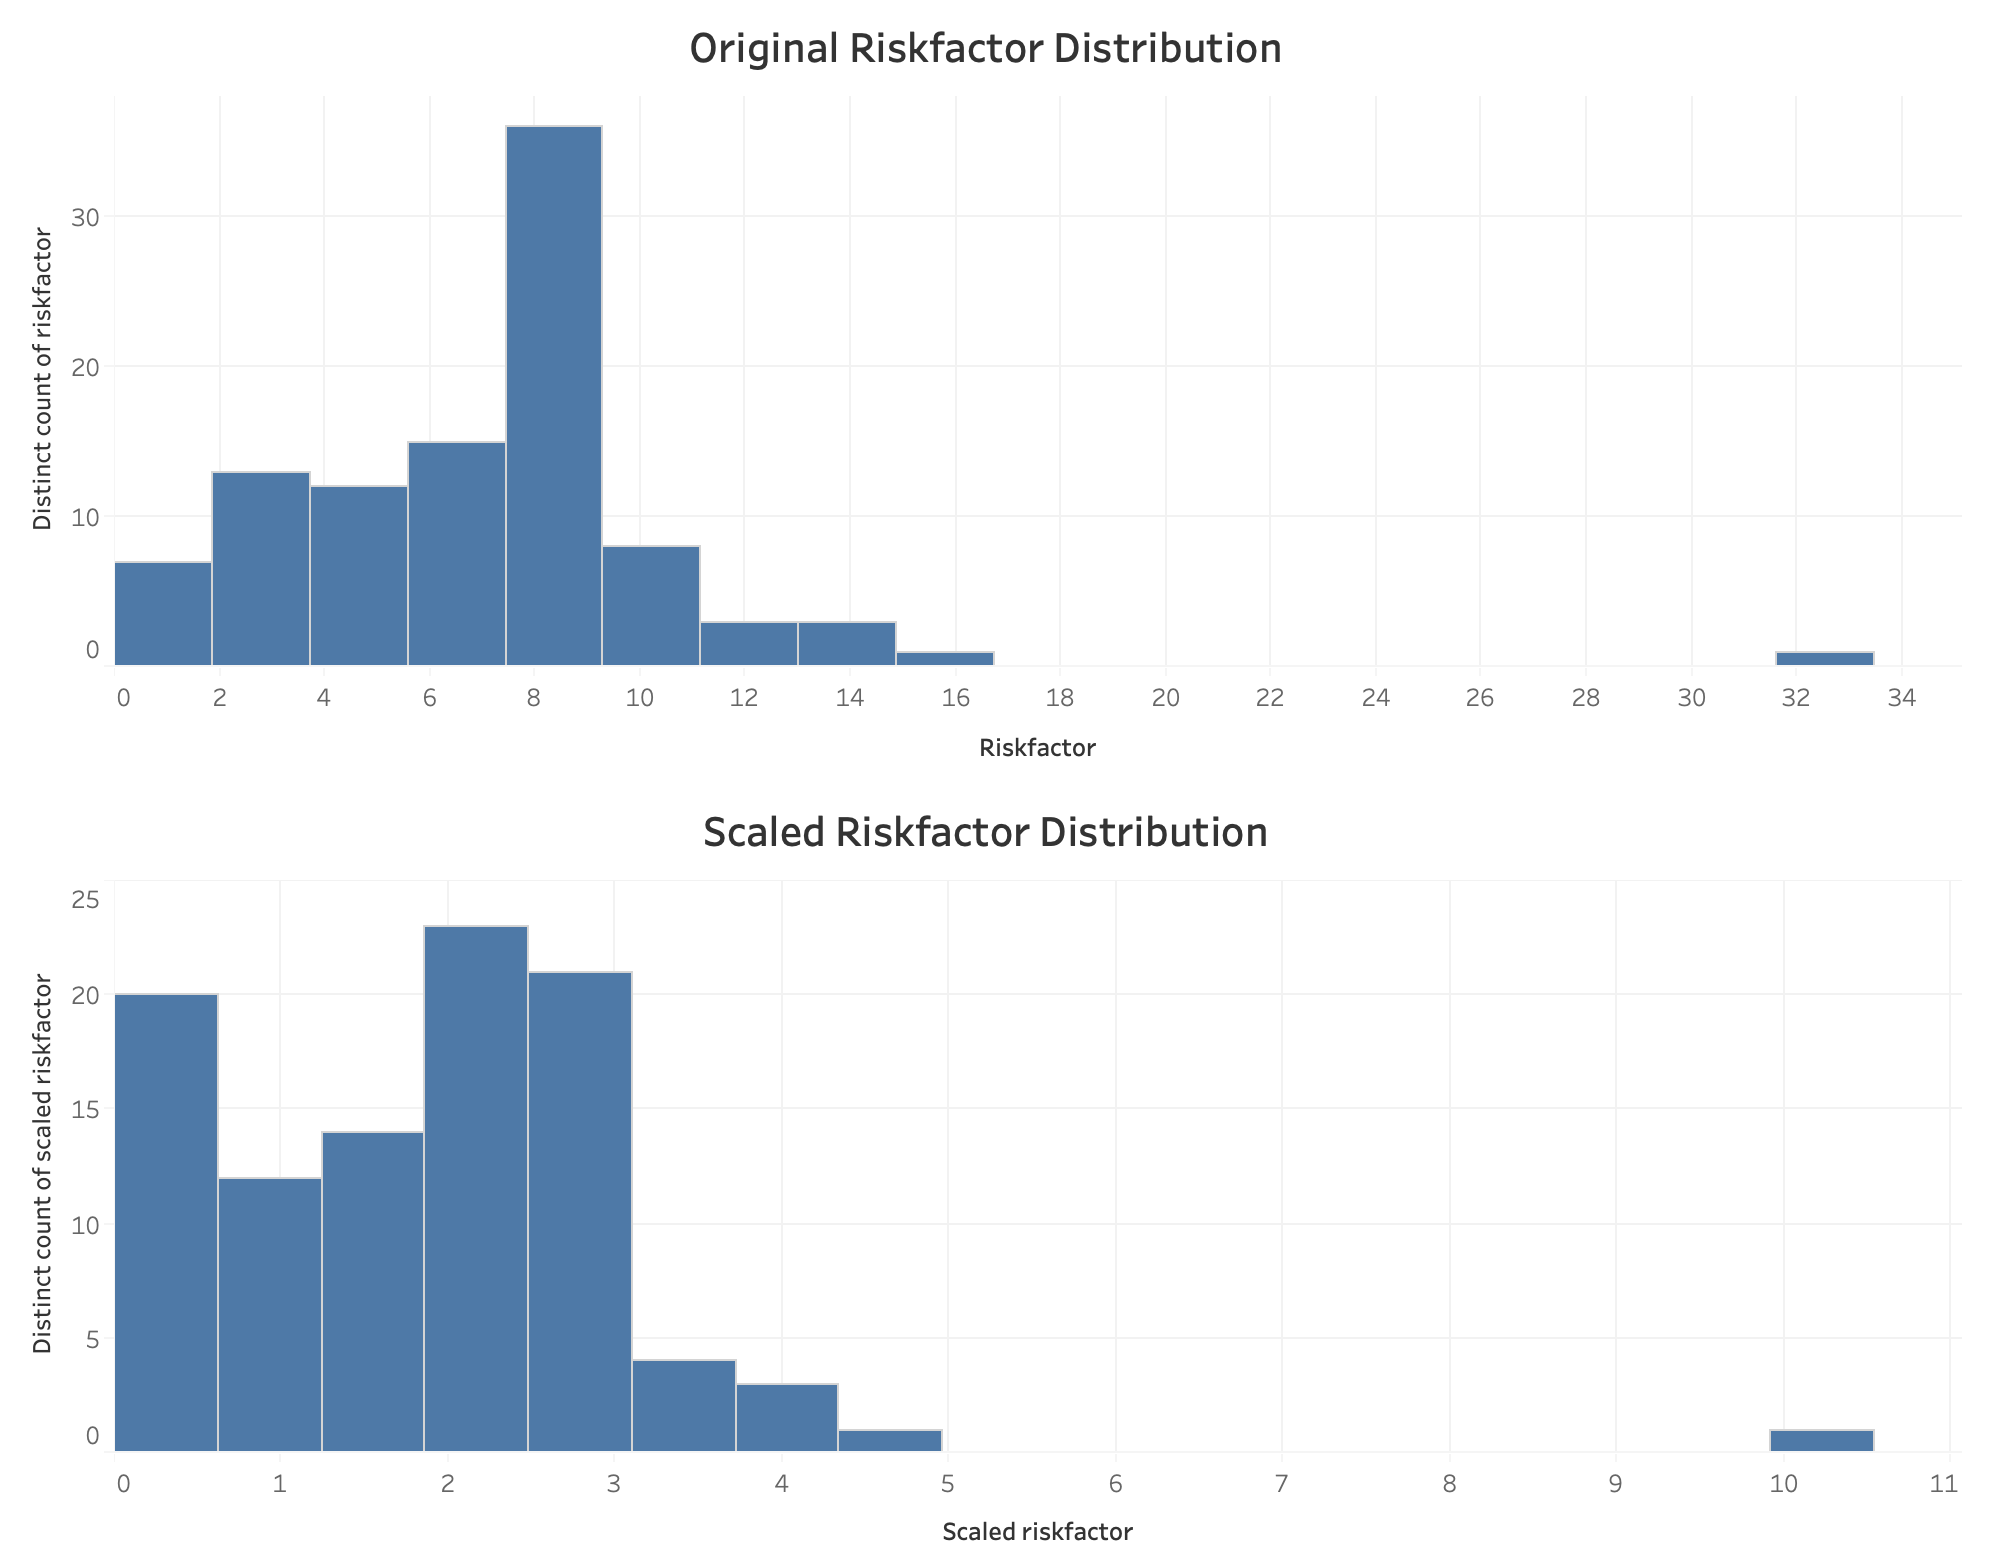 Original Riskfactor Distribution
Distinct count of riskfactor
30
20
10
0
0 2 4 6 8 10 12 14 16 18 20 22 24 26 28 30 32 34
Riskfactor
Scaled Riskfactor Distribution
Distinct count of scaled riskfactor
25
20
15
10
5
0
0 1 2 3 4 5 6 7 8 9 10 11
Scaled riskfactor